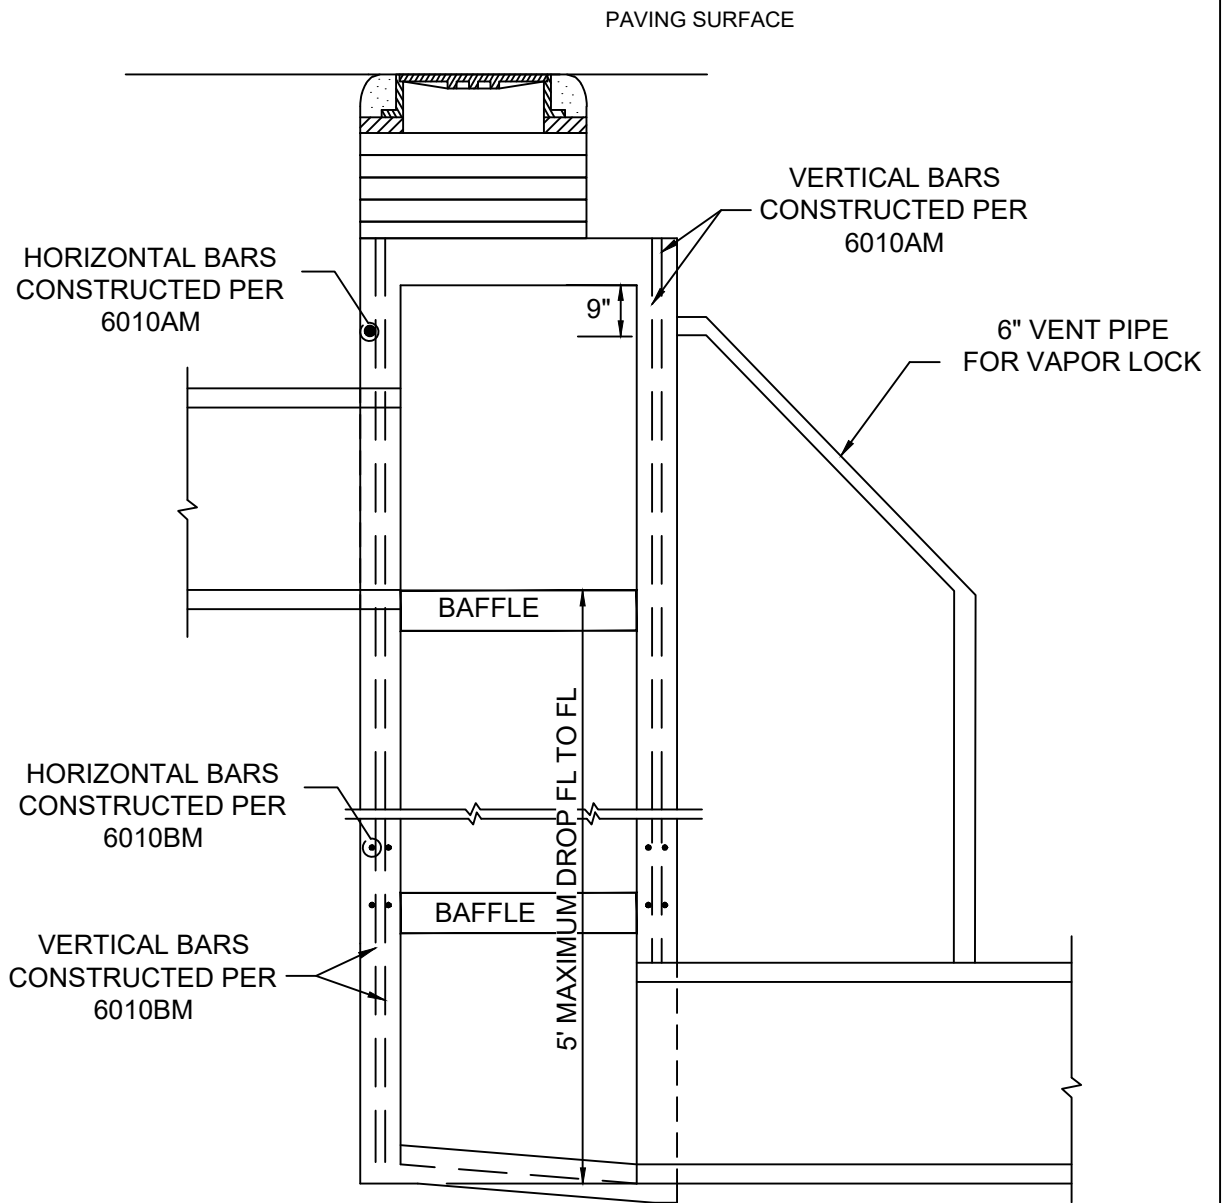 PAVING SURFACE
VERTICAL BARS
CONSTRUCTED PER
6010AM
HORIZONTAL BARS
CONSTRUCTED PER
6010AM
9"
6" VENT PIPE
FOR VAPOR LOCK
BAFFLE
5' MAXIMUM DROP FL TO FL
HORIZONTAL BARS
CONSTRUCTED PER
6010BM
BAFFLE
VERTICAL BARS
CONSTRUCTED PER
6010BM